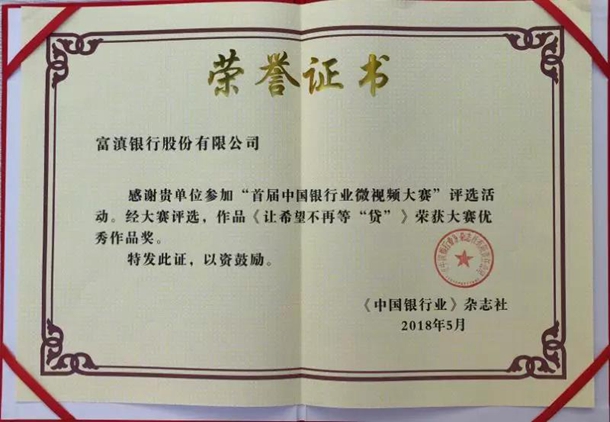 荣誉证书
富滇银行股份有限公司
感谢贵单位参加“首届中国银行业微视频大赛”评选活
动。经大赛评选，作品《让希望不再等“贷”》荣获大赛优
秀作品奖。
特发此证，以资鼓励。
《中国银行业》杂志社
2018年5月